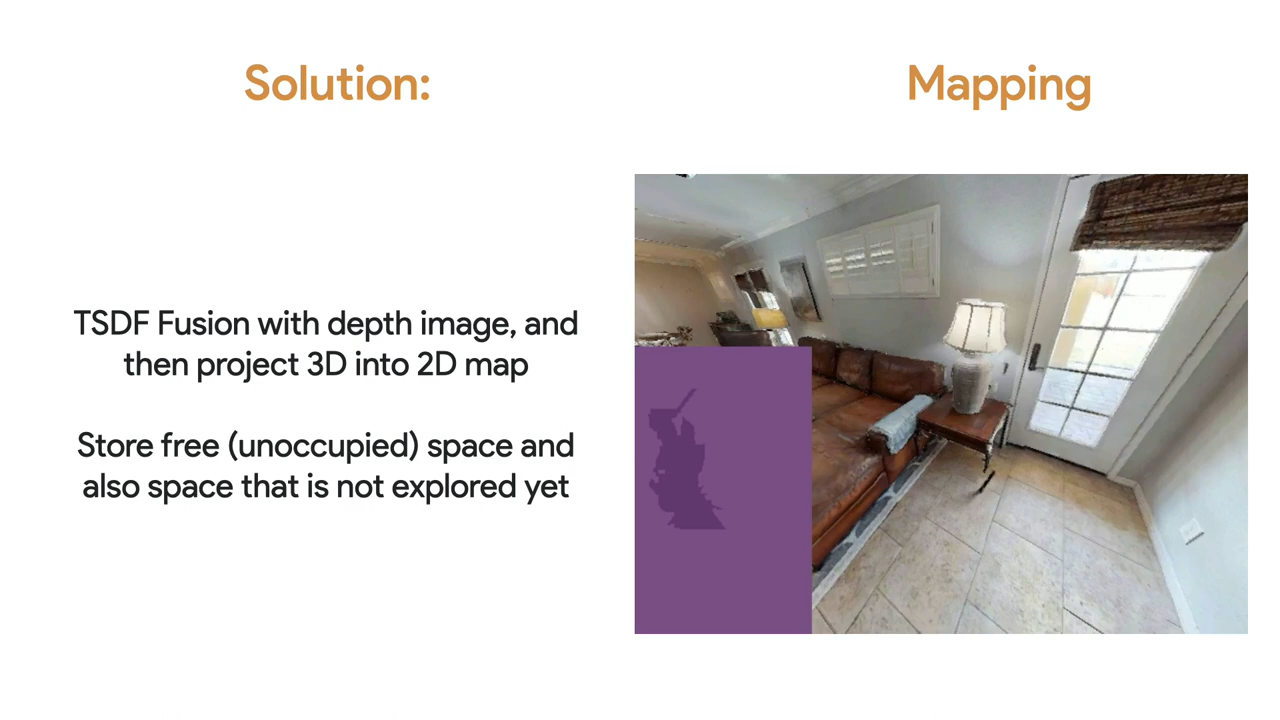 Solution:
Mapping
TSDF Fusion with depth image, and
then project 3D into 2D map
Store free (unoccupied) space and
also space that is not explored yet